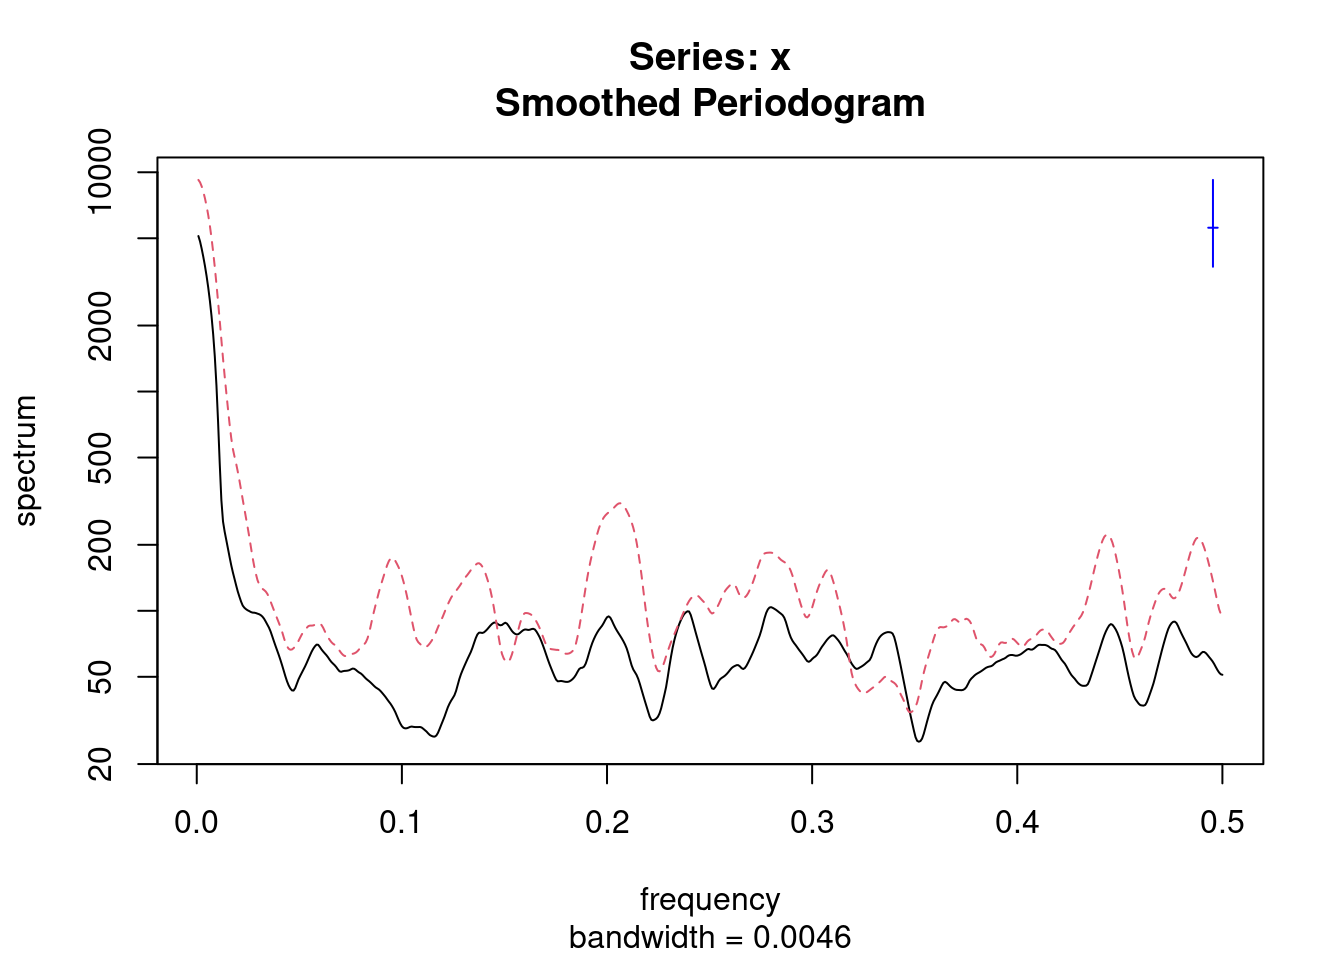 Series: x
Smoothed Periodogram
spectrum
10000
2000
500
200
50
20
0.0 0.1 0.2 0.3 0.4 0.5
frequency
bandwidth = 0.0046